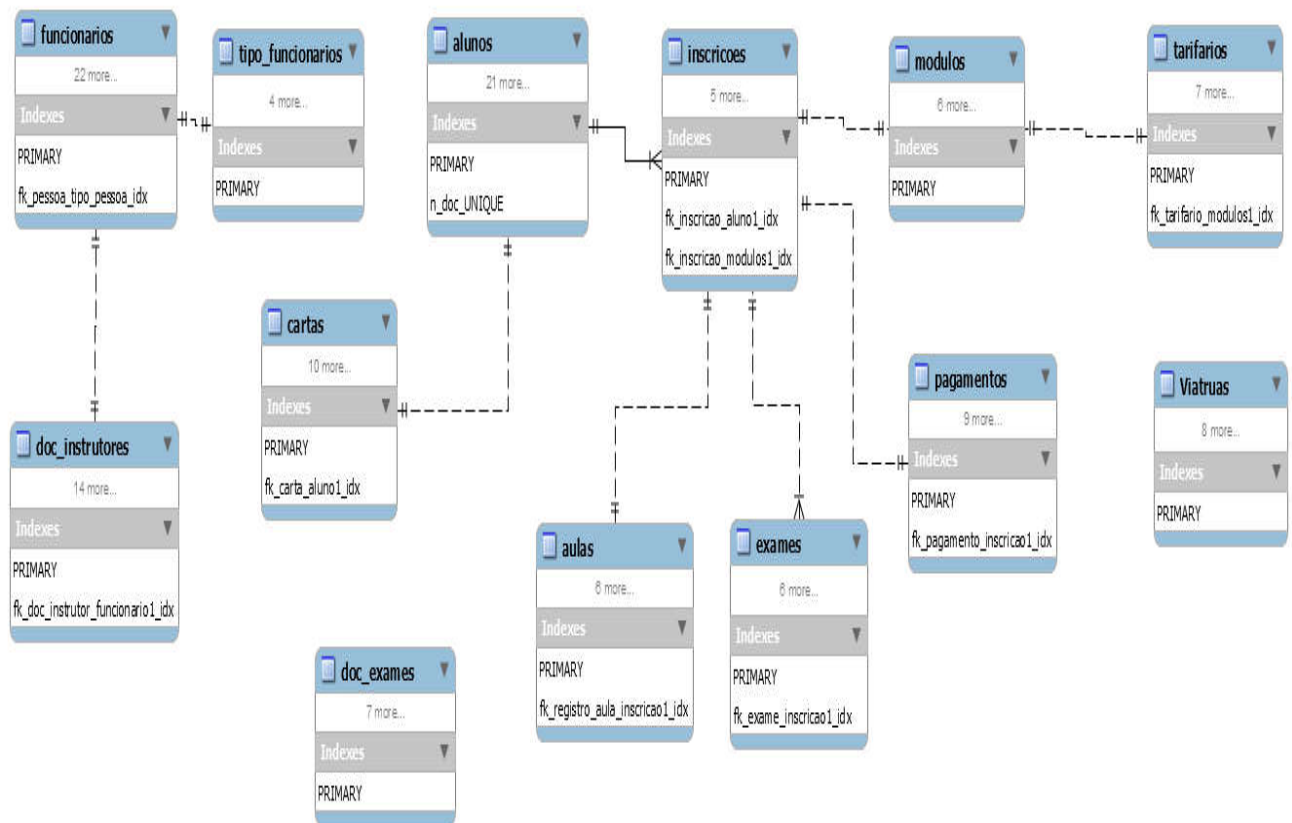 funcionarios
22 more...
Indexes
PRIMARY
fk_pessoa_tipo_pessoa_idx
tipo_funcionários
4 more...
Indexes
PRIMARY
alunos
21 more...
Indexes
PRIMARY
n_doc_UNIQUE
inscricoes
5 more...
Indexes
PRIMARY
fk_inscricao_aluno1_idx
fk_inscricao_modulos1_idx
modulos
6 more...
Indexes
PRIMARY
tarifarios
7 more...
Indexes
PRIMARY
fk_tarifario_modulos1_idx
cartas
10 more...
Indexes
PRIMARY
fk_carta_aluno1_idx
pagamentos
9 more...
Indexes
PRIMARY
fk_pagamento_inscricao1_idx
Viatruas
8 more...
Indexes
PRIMARY
doc_instrutores
14 more...
Indexes
PRIMARY
fk_doc_instrutor_funcionario1_idx
aulas
6 more...
Indexes
PRIMARY
fk_registro_aula_inscricao1_idx
exames
6 more...
Indexes
PRIMARY
fk_exame_inscricao1_idx
doc_exames
7 more...
Indexes
PRIMARY